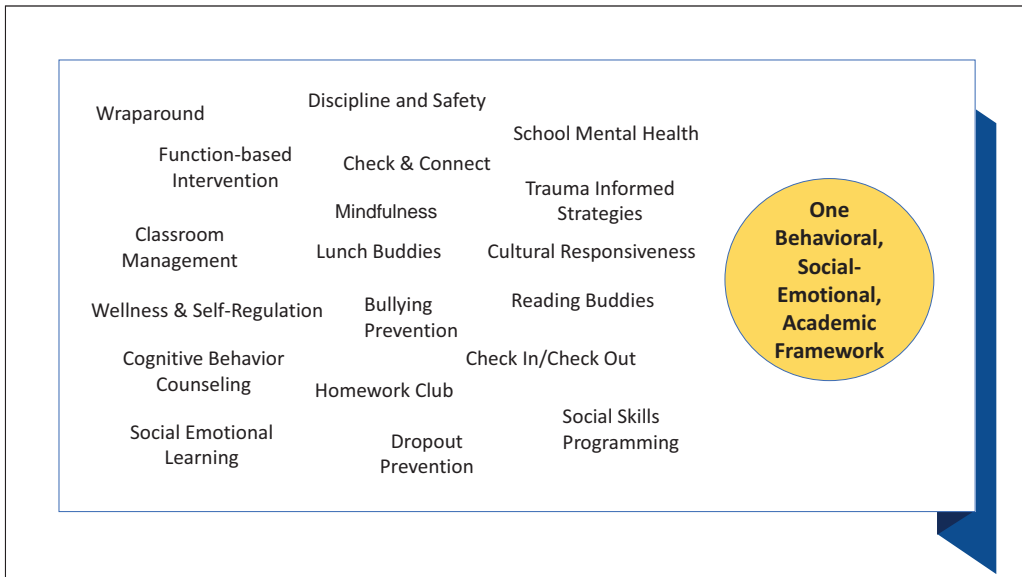 Wraparound
Discipline and Safety
School Mental Health
Function-based
Intervention
Check & Connect
Trauma Informed
Strategies
Mindfulness
Classroom
Management
Lunch Buddies
Cultural Responsiveness
Wellness & Self-Regulation
Bullying
Prevention
Reading Buddies
Cognitive Behavior
Counseling
Check In/Check Out
Homework Club
Social Emotional
Learning
Dropout
Prevention
Social Skills
Programming
One
Behavioral,
Social-
Emotional,
Academic
Framework